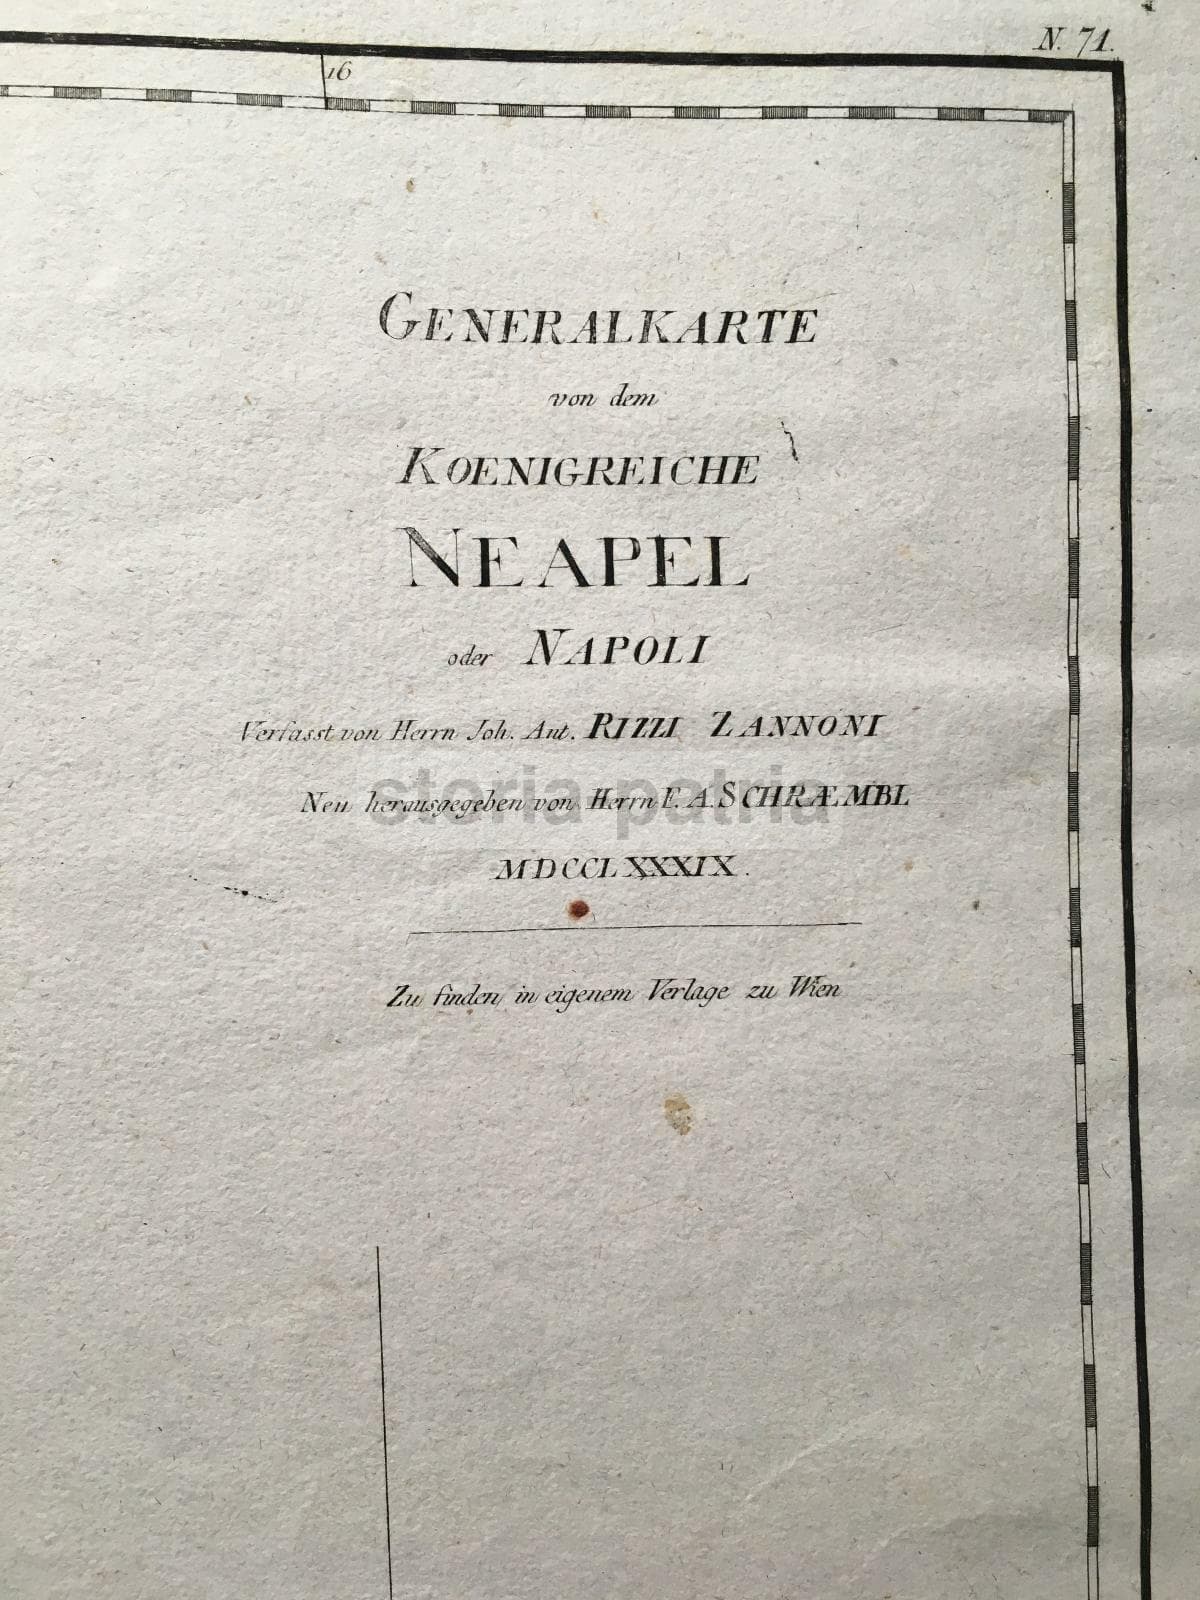 N. 71.
16
GENERALKARTE
von dem
KOENIGREICHE
NEAPEL
oder NAPOLI
Verfasst von Herrn Joh. Ant. RIZZI ZANNONI
Neu herausgegeben von Herrn F. A. SCHRÆMBL
storia patria
MDCCLXXXIX.
Zu finden in eigenem Verlage zu Wien